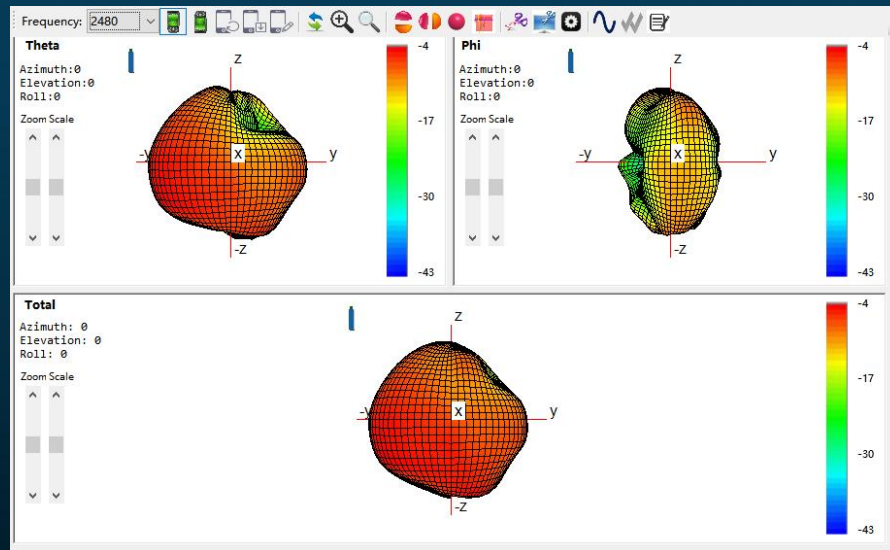 Frequency: 2480
Theta
Azimuth:0
Elevation:0
Roll:0
Zoom Scale
z
-y
x
y
-z
-4
-17
-30
-43
Phi
Azimuth:0
Elevation:0
Roll:0
Zoom Scale
z
-y
x
y
-z
-4
-17
-30
-43
Total
Azimuth: 0
Elevation: 0
Roll: 0
Zoom Scale
z
-y
x
y
-z
-4
-17
-30
-43